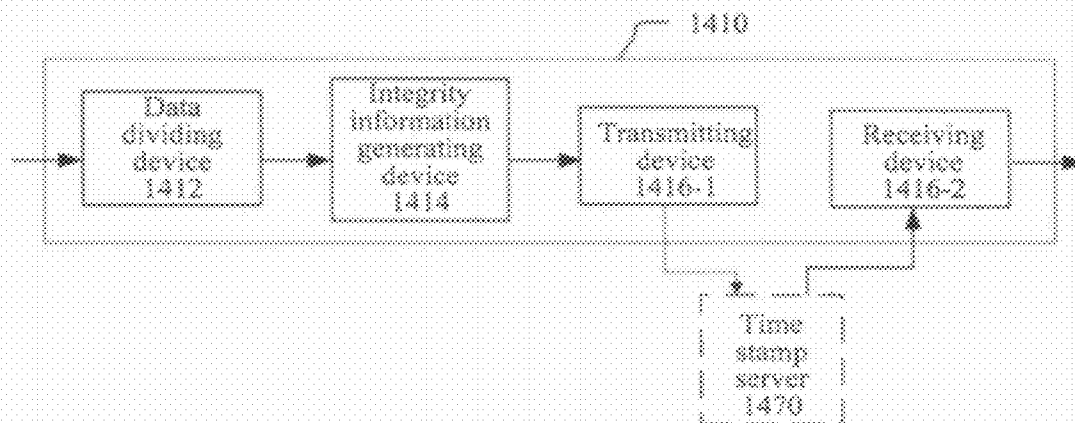 1410
Data
dividing
device
1412
Integrity
information
generating
device
1414
Transmitting
device
1416-1
Receiving
device
1416-2
Time
stamp
server
1470